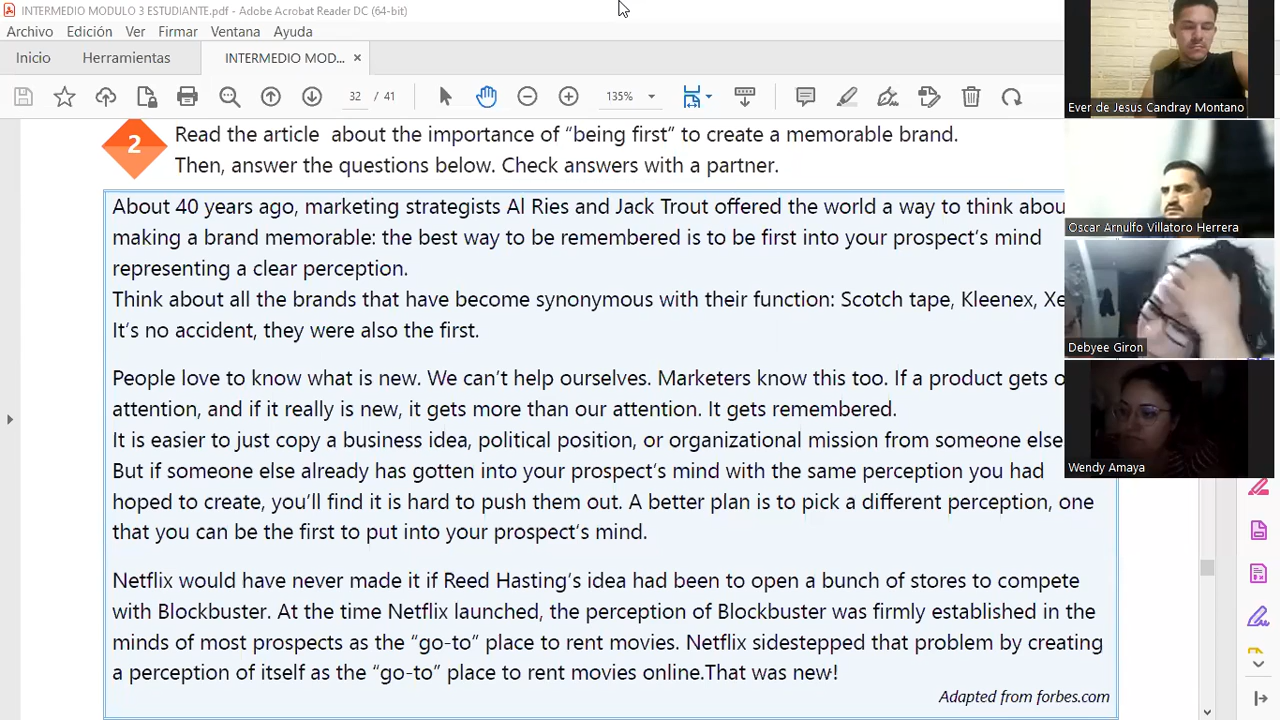 INTERMEDIO MODULO 3 ESTUDIANTE.pdf - Adobe Acrobat Reader DC (64-bit)
Archivo Edición Ver Firmar Ventana Ayuda
Inicio Herramientas INTERMEDIO MOD... ×
32 / 41 135%
2
Read the article about the importance of “being first” to create a memorable brand.
Then, answer the questions below. Check answers with a partner.
About 40 years ago, marketing strategists Al Ries and Jack Trout offered the world a way to think
making a brand memorable: the best way to be remembered is to be first into your prospect’s mind
representing a clear perception.
Think about all the brands that have become synonymous with their function: Scotch tape, Kleenex,
It’s no accident, they were also the first.
People love to know what is new. We can’t help ourselves. Marketers know this too. If a product gets
attention, and if it really is new, it gets more than our attention. It gets remembered.
It is easier to just copy a business idea, political position, or organizational mission from someone else
But if someone else already has gotten into your prospect’s mind with the same perception you had
hoped to create, you’ll find it is hard to push them out. A better plan is to pick a different perception, one
that you can be the first to put into your prospect’s mind.
Netflix would have never made it if Reed Hasting’s idea had been to open a bunch of stores to compete
with Blockbuster. At the time Netflix launched, the perception of Blockbuster was firmly established in the
minds of most prospects as the “go-to” place to rent movies. Netflix sidestepped that problem by creating
a perception of itself as the “go-to” place to rent movies online.That was new!
Adapted from forbes.com
Ever de Jesus Candray Montano
Oscar Arnulfo Villatoro Herrera
Debyee Giron
Wendy Amaya